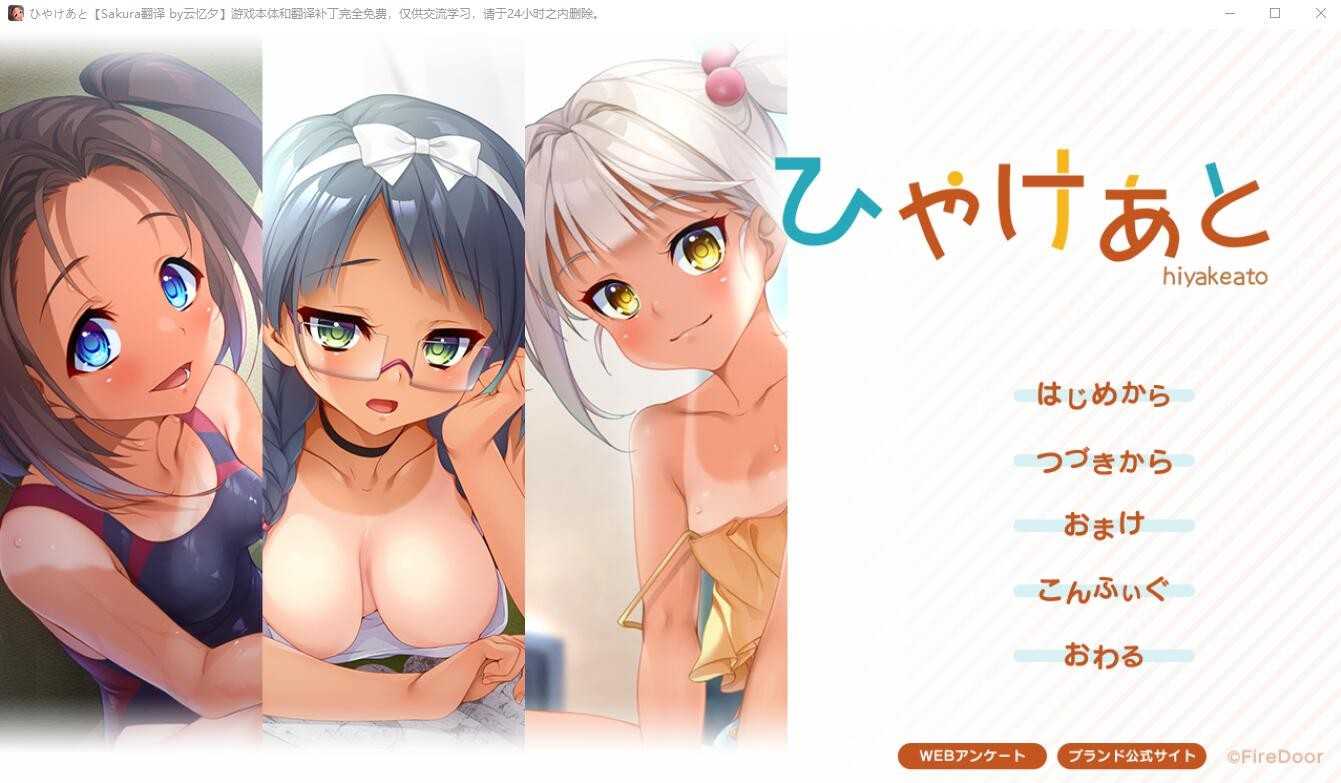 ひやけあと【Sakura翻译 by云忆夕】游戏本体和翻译补丁完全免费，仅供交流学习，请于24小时之内删除。
ひやけあと
hiyakeato
はじめから
つづきから
おまけ
こんふぃぐ
おわる
WEBアンケート
ブランド公式サイト
©FireDoor